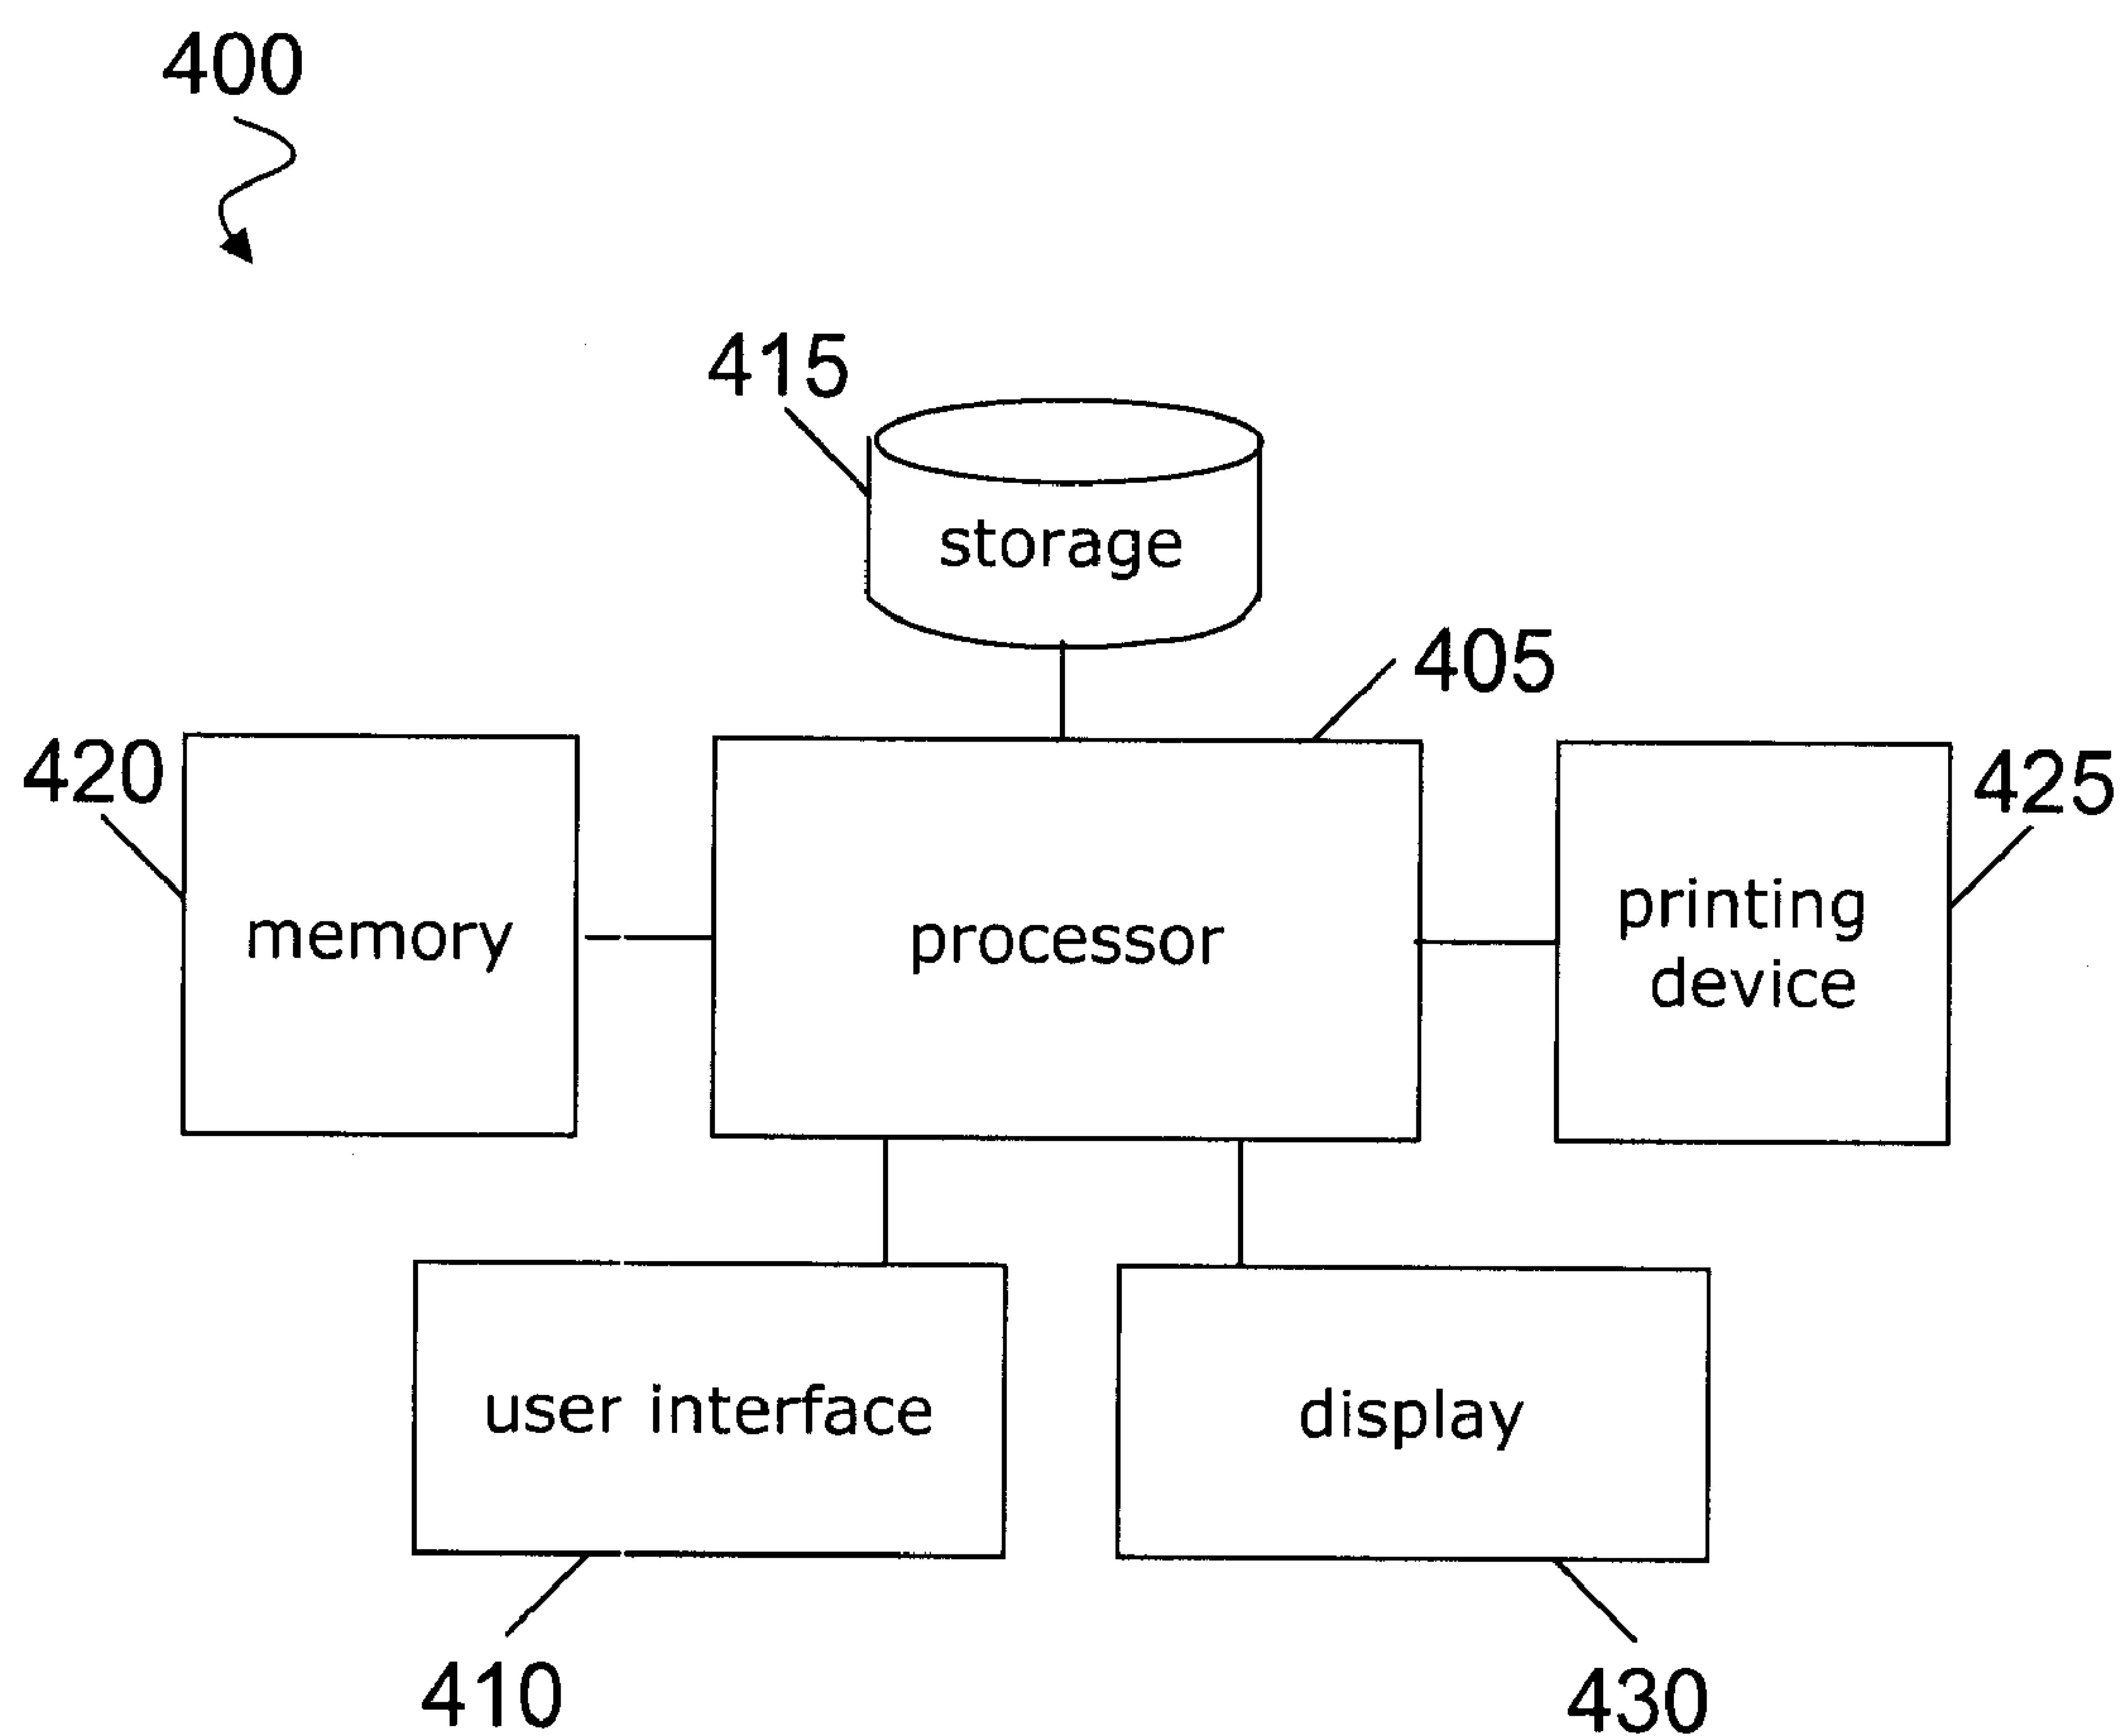 400
415
storage
405
420
425
memory
processor
printing
device
user interface
display
410
430